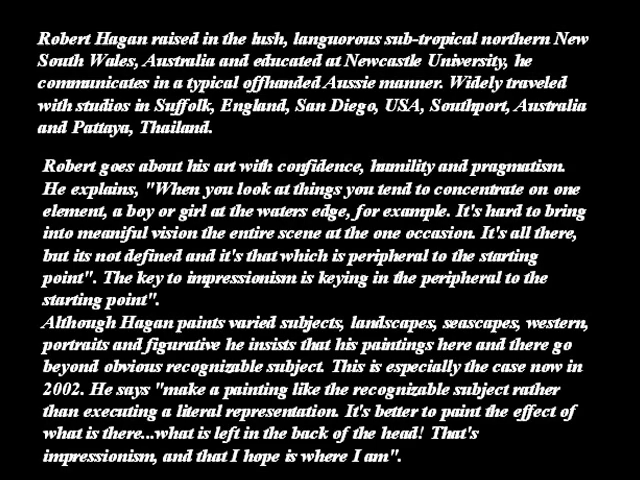 Robert Hagan raised in the lush, languorous sub-tropical northern New
South Wales, Australia and educated at Newcastle University, he
communicates in a typical offhanded Aussie manner. Widely traveled
with studios in Suffolk, England, San Diego, USA, Southport, Australia
and Pattaya, Thailand.
Robert goes about his art with confidence, humility and pragmatism.
He explains, "When you look at things you tend to concentrate on one
element, a boy or girl at the waters edge, for example. It's hard to bring
into meaniful vision the entire scene at the one occasion. It's all there,
but its not defined and it's that which is peripheral to the starting
point". The key to impressionism is keying in the peripheral to the
starting point".
Although Hagan paints varied subjects, landscapes, seascapes, western,
portraits and figurative he insists that his paintings here and there go
beyond obvious recognizable subject. This is especially the case now in
2002. He says "make a painting like the recognizable subject rather
than executing a literal representation. It's better to paint the effect of
what is there...what is left in the back of the head! That's
impressionism, and that I hope is where I am".